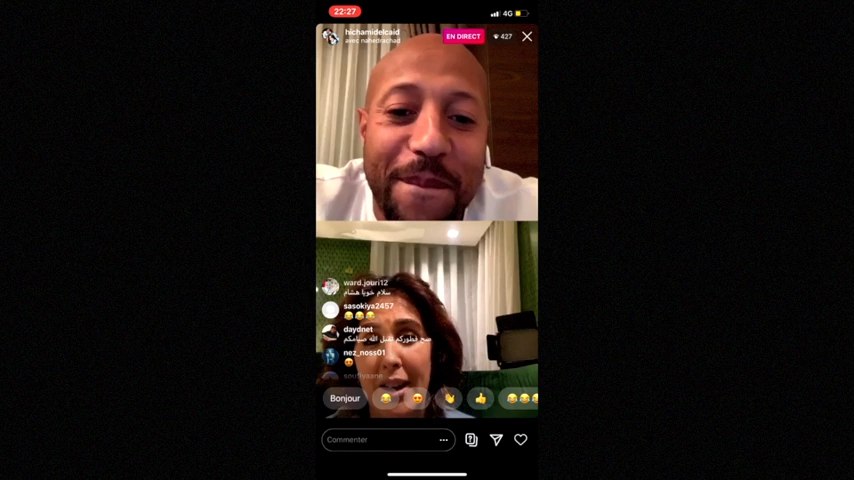 22:27
4G
hichamidelcaid
avec nahedrachad
EN DIRECT
427
ward.jouri12
سلام خويا هشام
sasokiya2457
daydnet
صح فطوركم تقبل الله صيامكم
nez_noss01
Bonjour
Commenter